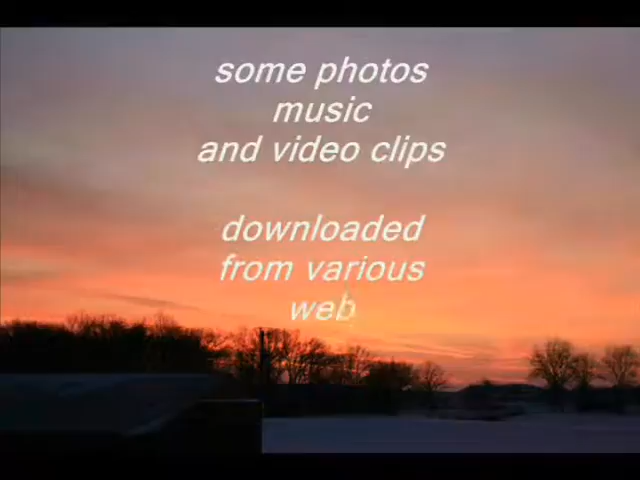 some photos
music
and video clips
downloaded
from various
web